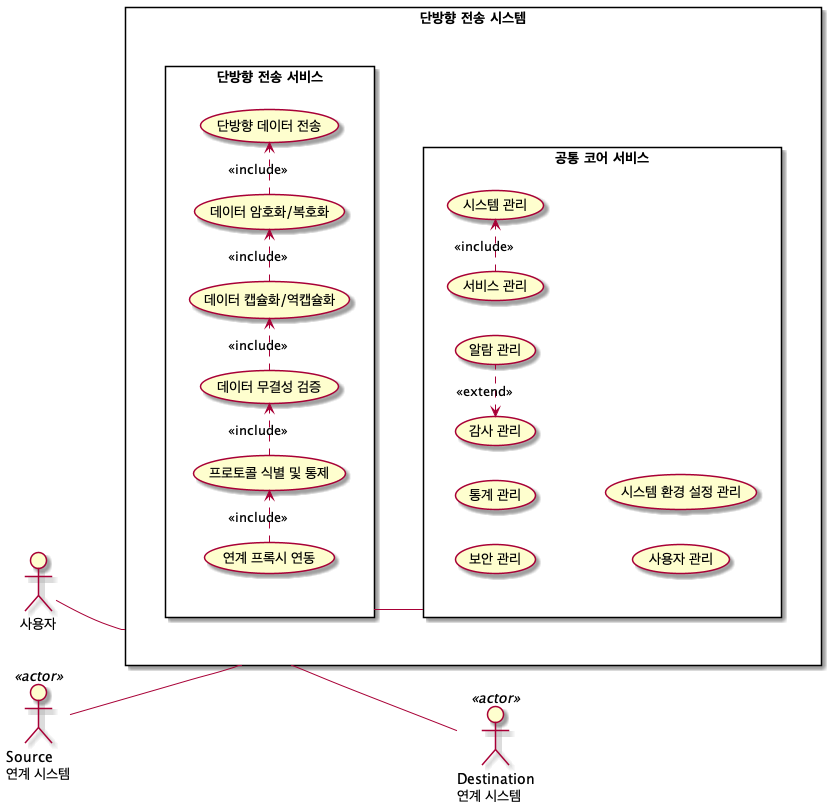 단방향 전송 시스템
단방향 전송 서비스
단방향 데이터 전송
«include»
데이터 암호화/복호화
«include»
데이터 캡슐화/역캡슐화
«include»
데이터 무결성 검증
«include»
프로토콜 식별 및 통제
«include»
연계 프록시 연동
공통 코어 서비스
시스템 관리
«include»
서비스 관리
알람 관리
«extend»
감사 관리
통계 관리
시스템 환경 설정 관리
보안 관리
사용자 관리
사용자
«actor»
Source
연계 시스템
«actor»
Destination
연계 시스템